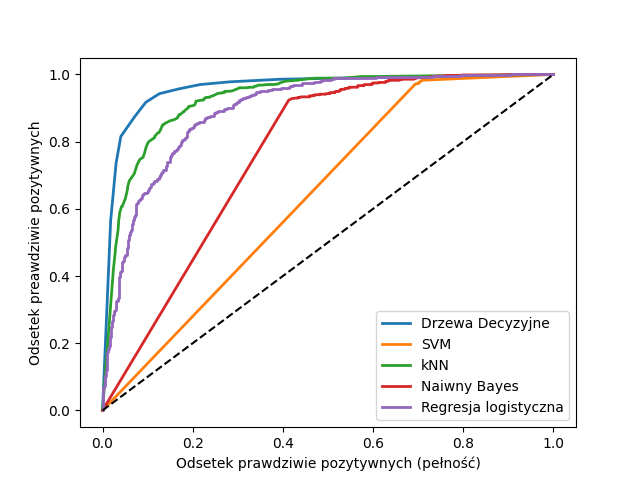 1.0
0.8
0.6
0.4
0.2
0.0
Odsetek preawdziwie pozytywnych
0.0 0.2 0.4 0.6 0.8 1.0
Odsetek prawdziwie pozytywnych (pełność)
Drzewa Decyzyjne
SVM
kNN
Naiwny Bayes
Regresja logistyczna